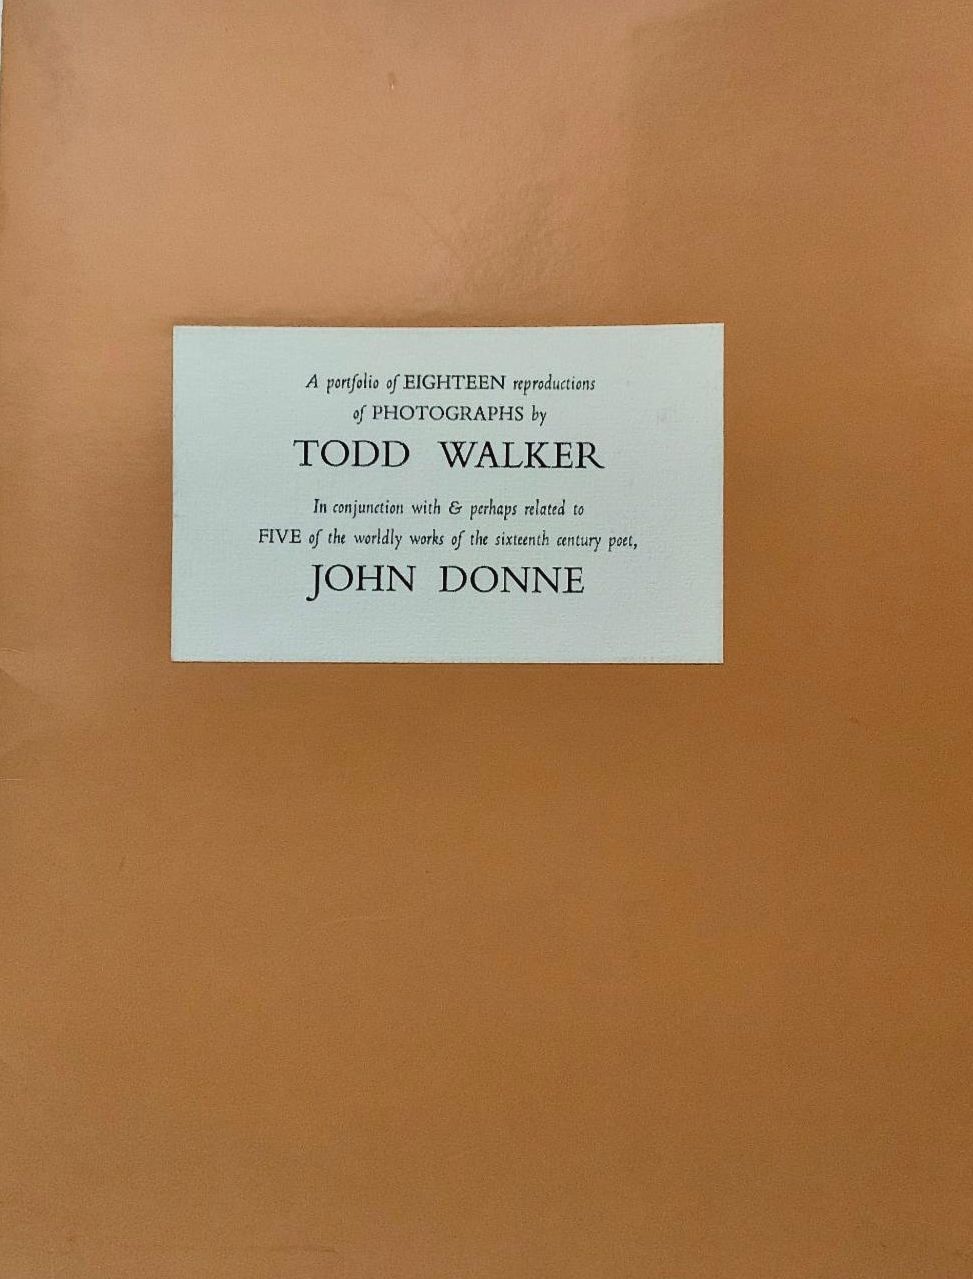 A portfolio of EIGHTEEN reproductions
of PHOTOGRAPHS by
TODD WALKER
In conjunction with & perhaps related to
FIVE of the worldly works of the sixteenth century poet,
JOHN DONNE